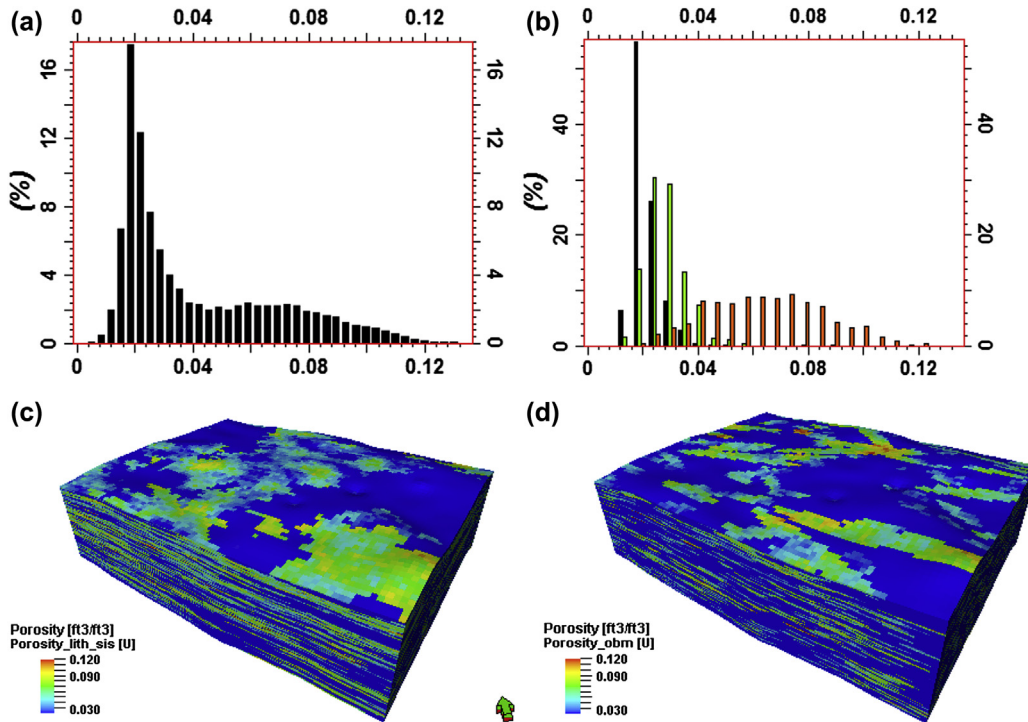 (a)
0 0.04 0.08 0.12
(%)
16 16
12 12
8 8
4 4
0 0
0 0.04 0.08 0.12
(b)
0 0.04 0.08 0.12
(%)
40 40
20 20
0 0
0 0.04 0.08 0.12
(c)
Porosity [ft3/ft3]
Porosity_lith_sis [U]
0.120
0.090
0.030
(d)
Porosity [ft3/ft3]
Porosity_obm [U]
0.120
0.090
0.030